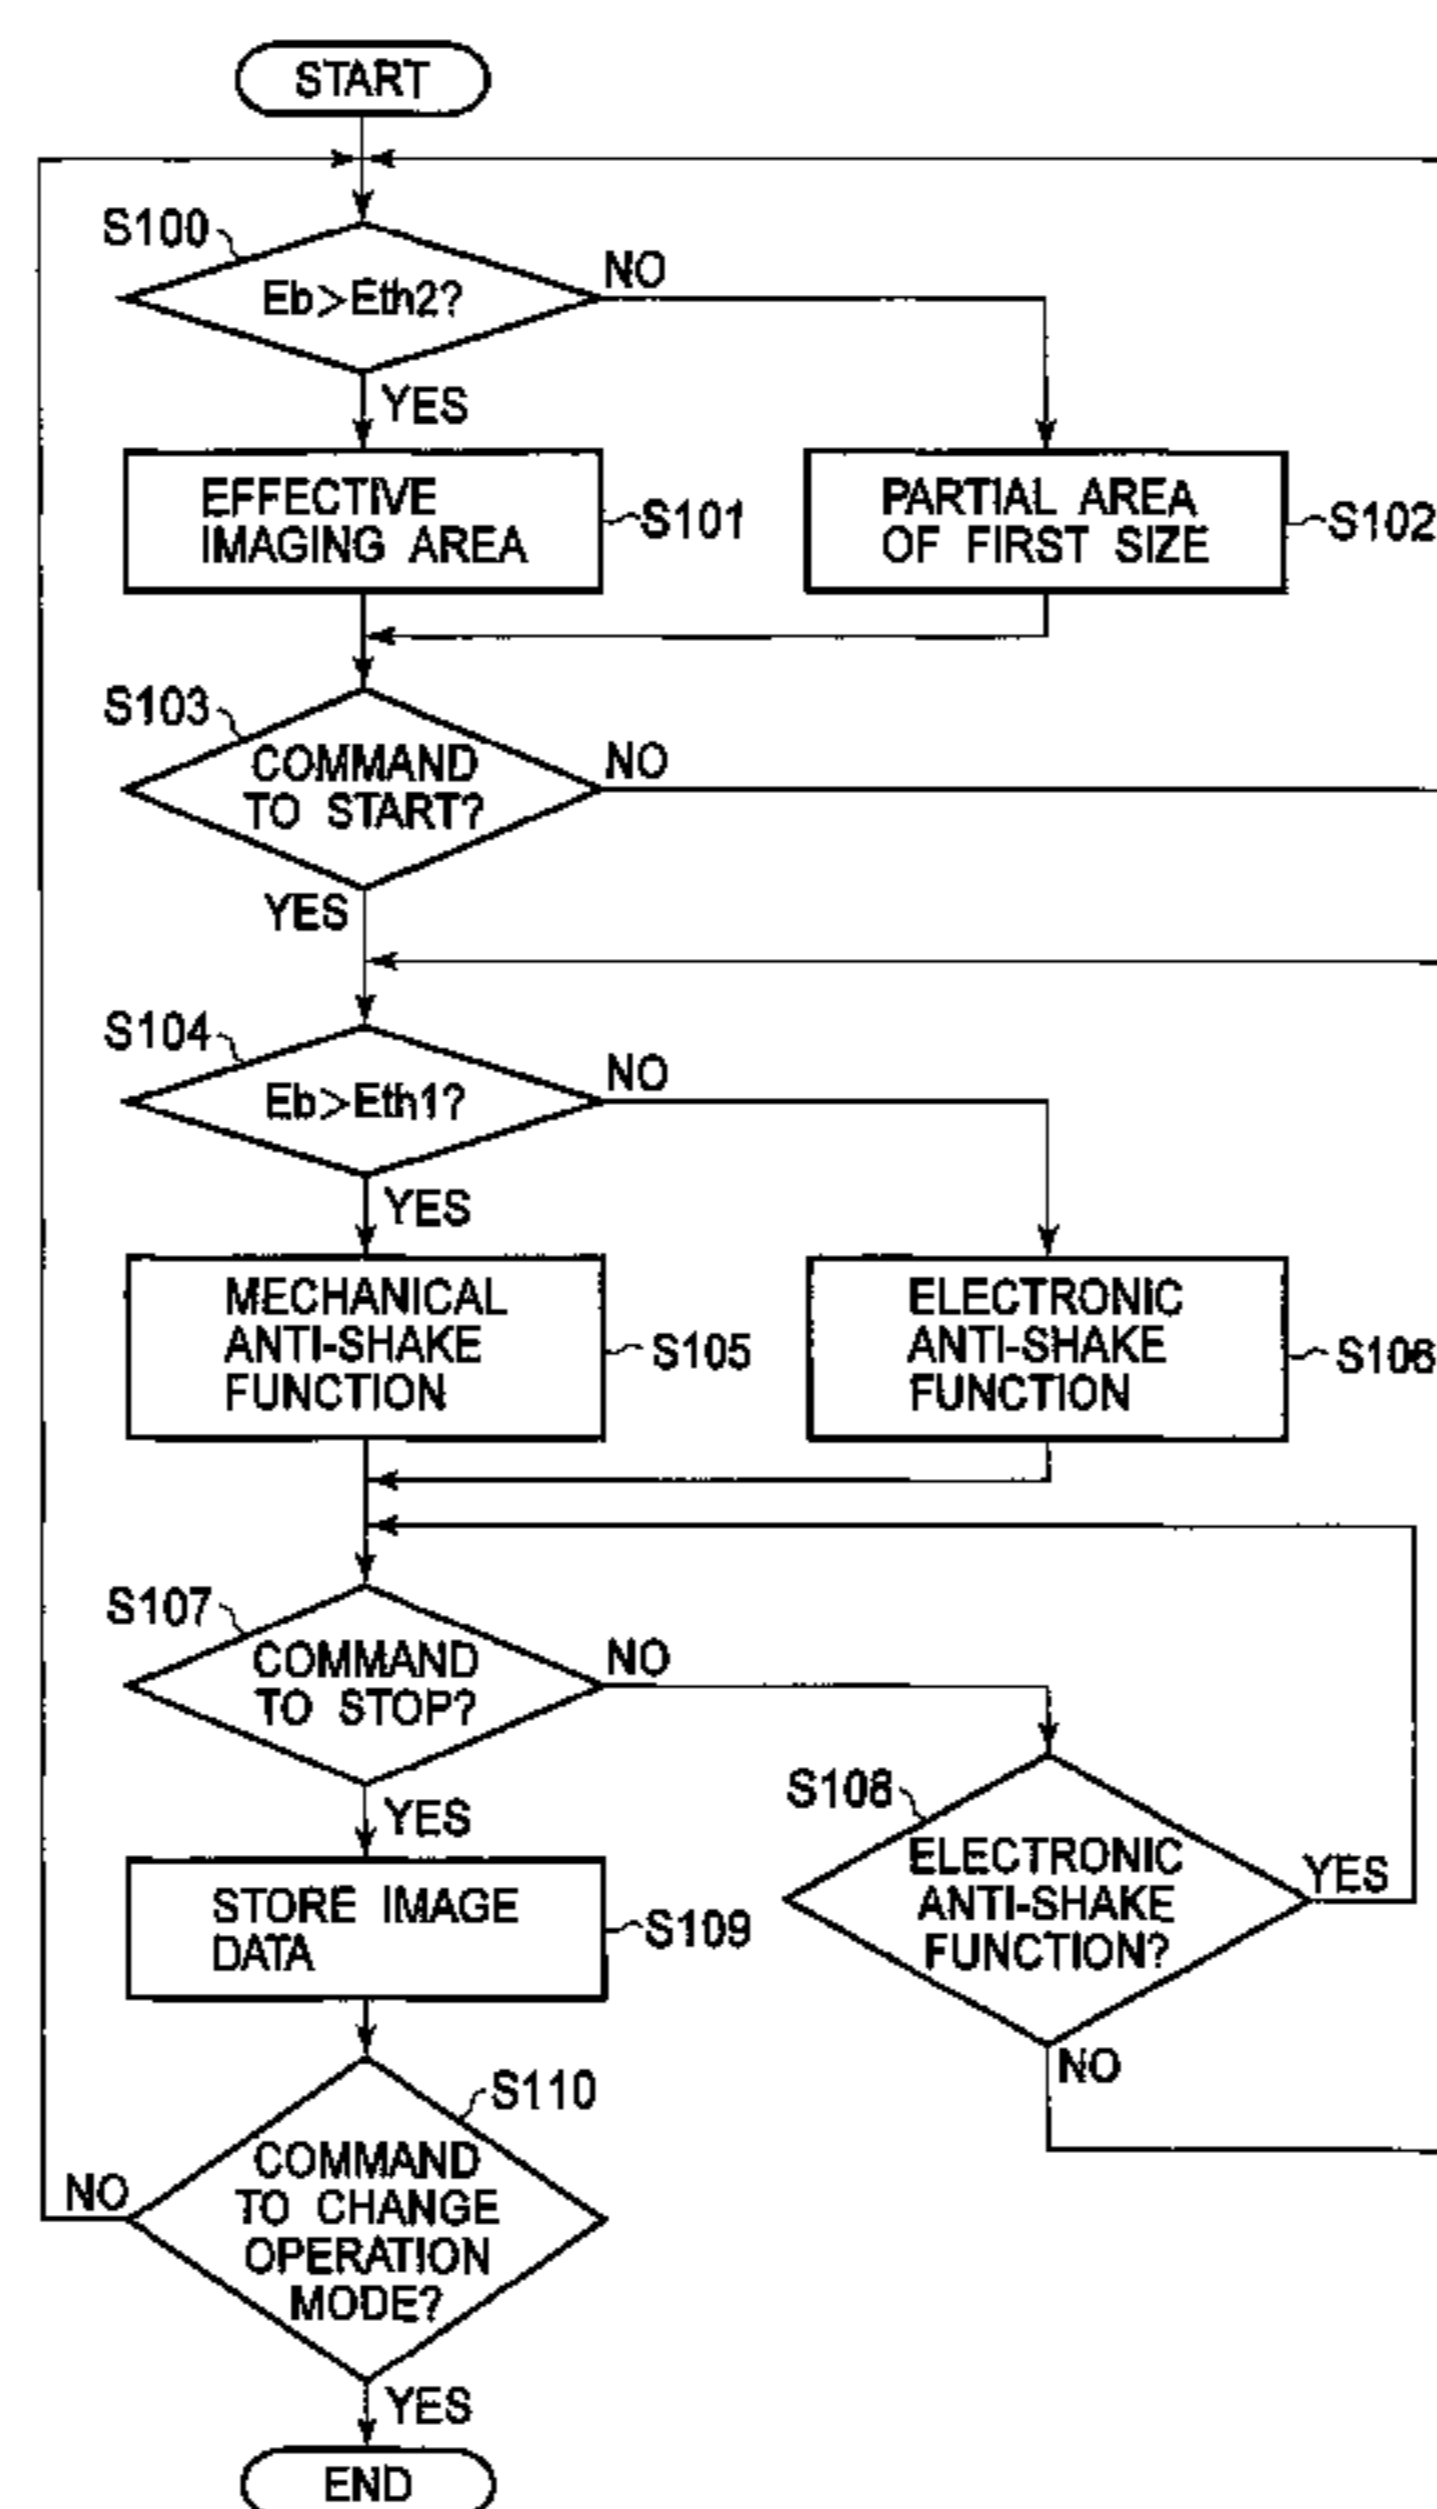 START
S100
Eb>Eth2?
NO
YES
EFFECTIVE
IMAGING AREA
S101
PARTIAL AREA
OF FIRST SIZE
S102
S103
COMMAND
TO START?
NO
YES
S104
Eb>Eth1?
NO
YES
MECHANICAL
ANTI-SHAKE
FUNCTION
S105
ELECTRONIC
ANTI-SHAKE
FUNCTION
S106
S107
COMMAND
TO STOP?
NO
YES
S108
ELECTRONIC
ANTI-SHAKE
FUNCTION?
YES
NO
STORE IMAGE
DATA
S109
S110
COMMAND
TO CHANGE
OPERATION
MODE?
NO
YES
END